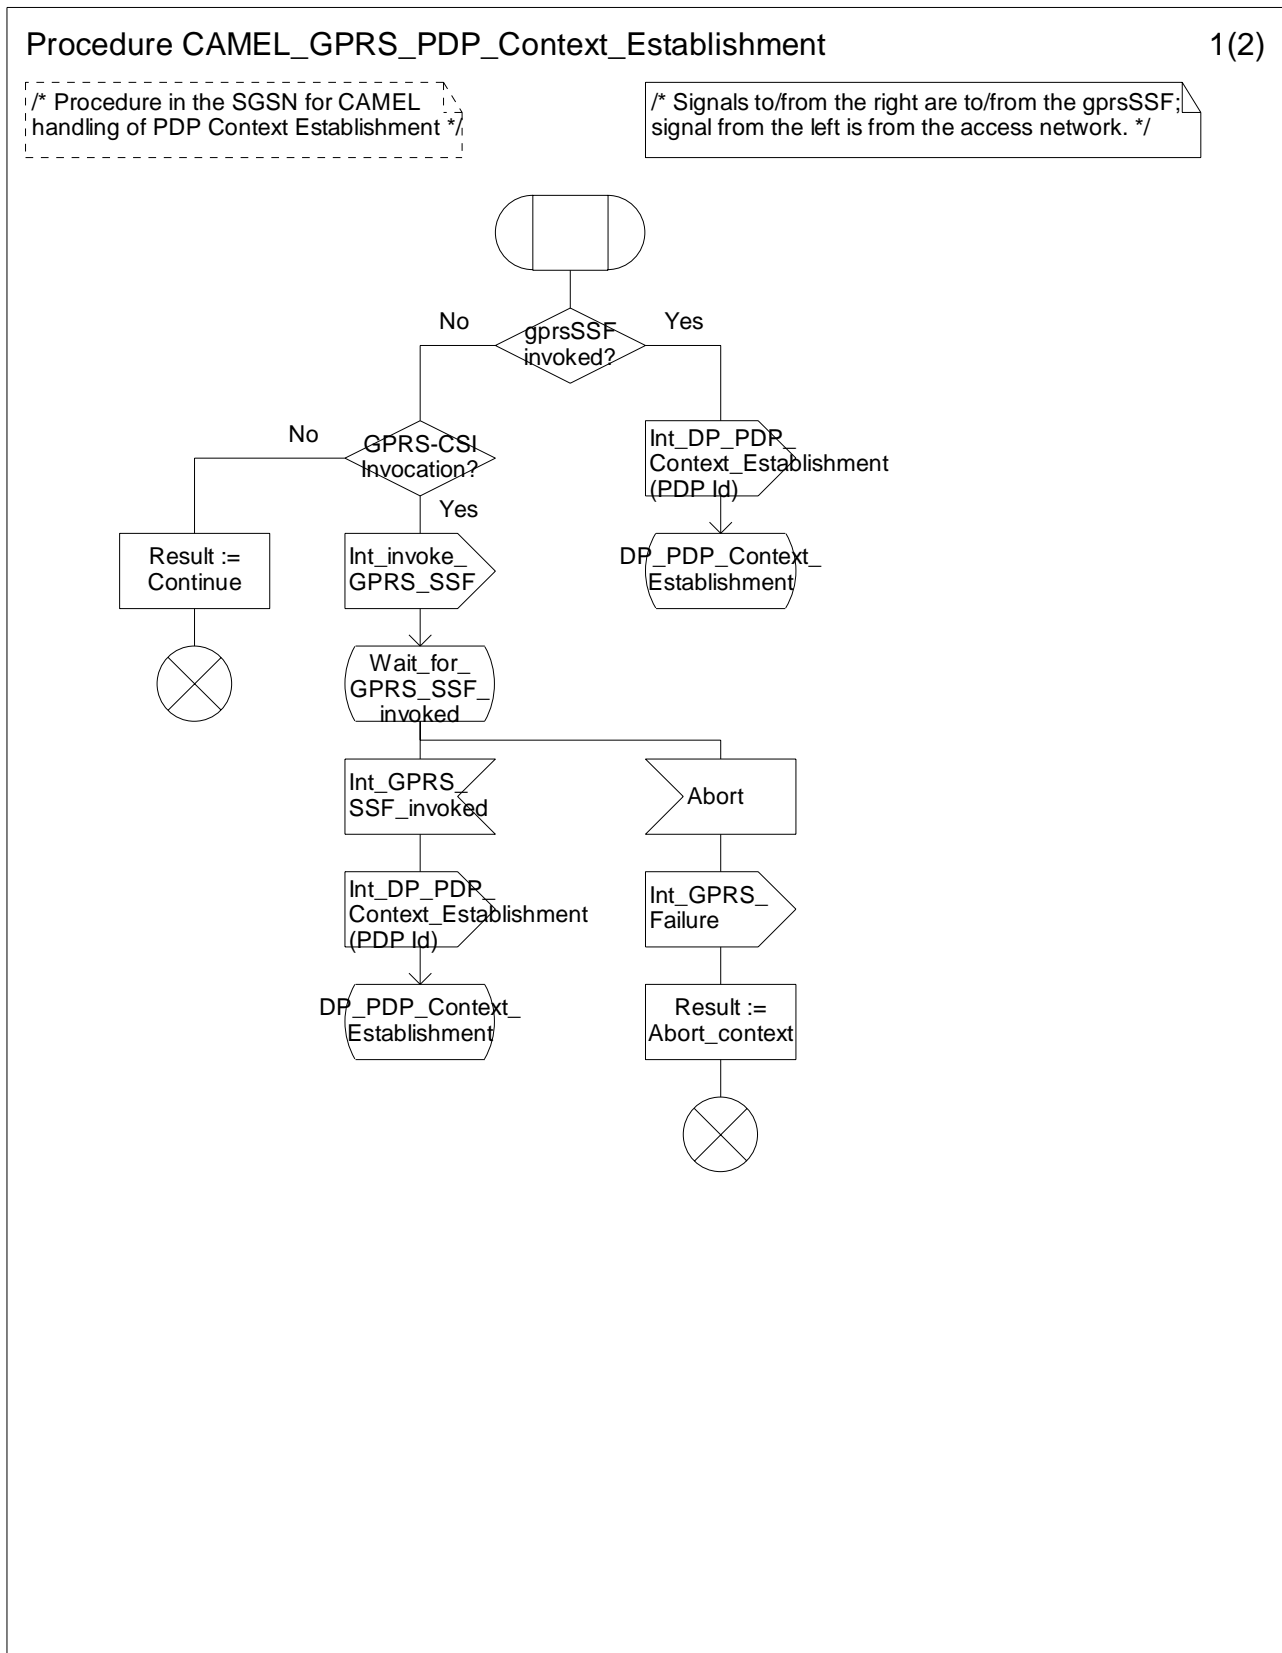 Procedure CAMEL_GPRS_PDP_Context_Establishment
1(2)
/* Procedure in the SGSN for CAMEL
handling of PDP Context Establishment */
/* Signals to/from the right are to/from the gprsSSF;
signal from the left is from the access network. */
No
gprsSSF
invoked?
Yes
No
GPRS-CSI
Invocation?
Yes
Int_DP_PDP_
Context_Establishment
(PDP Id)
Result :=
Continue
Int_invoke_
GPRS_SSF
DP_PDP_Context_
Establishment
Wait_for_
GPRS_SSF_
invoked
Int_GPRS_
SSF_invoked
Abort
Int_DP_PDP_
Context_Establishment
(PDP Id)
Int_GPRS_
Failure
DP_PDP_Context_
Establishment
Result :=
Abort_context